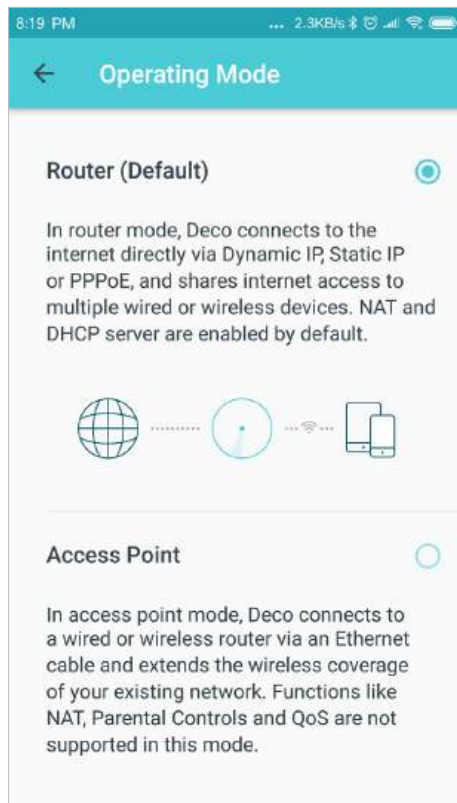 8:19 PM ... 2.3KB/s
Operating Mode
Router (Default)
In router mode, Deco connects to the
internet directly via Dynamic IP, Static IP
or PPPoE, and shares internet access to
multiple wired or wireless devices. NAT and
DHCP server are enabled by default.
Access Point
In access point mode, Deco connects to
a wired or wireless router via an Ethernet
cable and extends the wireless coverage
of your existing network. Functions like
NAT, Parental Controls and QoS are not
supported in this mode.